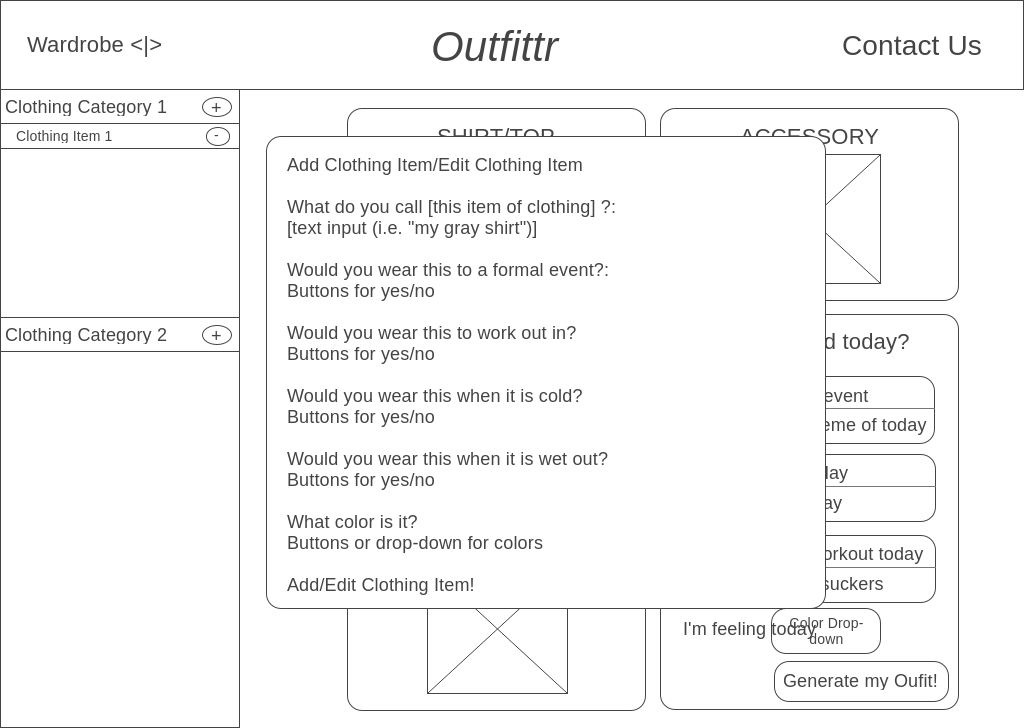 Wardrobe <|>
Outfittr
Contact Us
Clothing Category 1
+
Clothing Item 1
-
Clothing Category 2
+
SHIRT/TOP
ACCESSORY
Add Clothing Item/Edit Clothing Item
What do you call [this item of clothing] ?:
[text input (i.e. "my gray shirt")]
Would you wear this to a formal event?:
Buttons for yes/no
Would you wear this to work out in?
Buttons for yes/no
Would you wear this when it is cold?
Buttons for yes/no
Would you wear this when it is wet out?
Buttons for yes/no
What color is it?
Buttons or drop-down for colors
Add/Edit Clothing Item!
today?
event
of today
workout today
suckers
I'm feeling today
Color Drop-
down
Generate my Oufit!